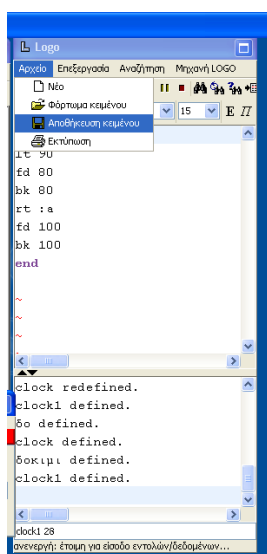 Logo
Αρχείο Επεξεργασία Αναζήτηση Μηχανή LOGO
Νέο
Φόρτωμα κειμένου
15 Ε Π
Αποθήκευση κειμένου
Εκτύπωση
lt 90
fd 80
bk 80
rt :a
fd 100
bk 100
end
~
~
~
clock redefined.
clock1 defined.
δο defined.
clock defined.
δοκιμι defined.
clock1 defined.
clock1 28
ανενεργή: έτοιμη για είσοδο εντολών/δεδομένων...